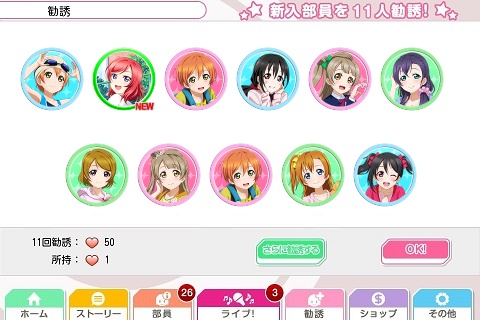 勧誘
新入部員を11人勧誘!
NEW
11回勧誘: 50
所持: 1
さらに勧誘する
OK!
26
3
ホーム
ストーリー
部員
ライブ!
勧誘
ショップ
その他